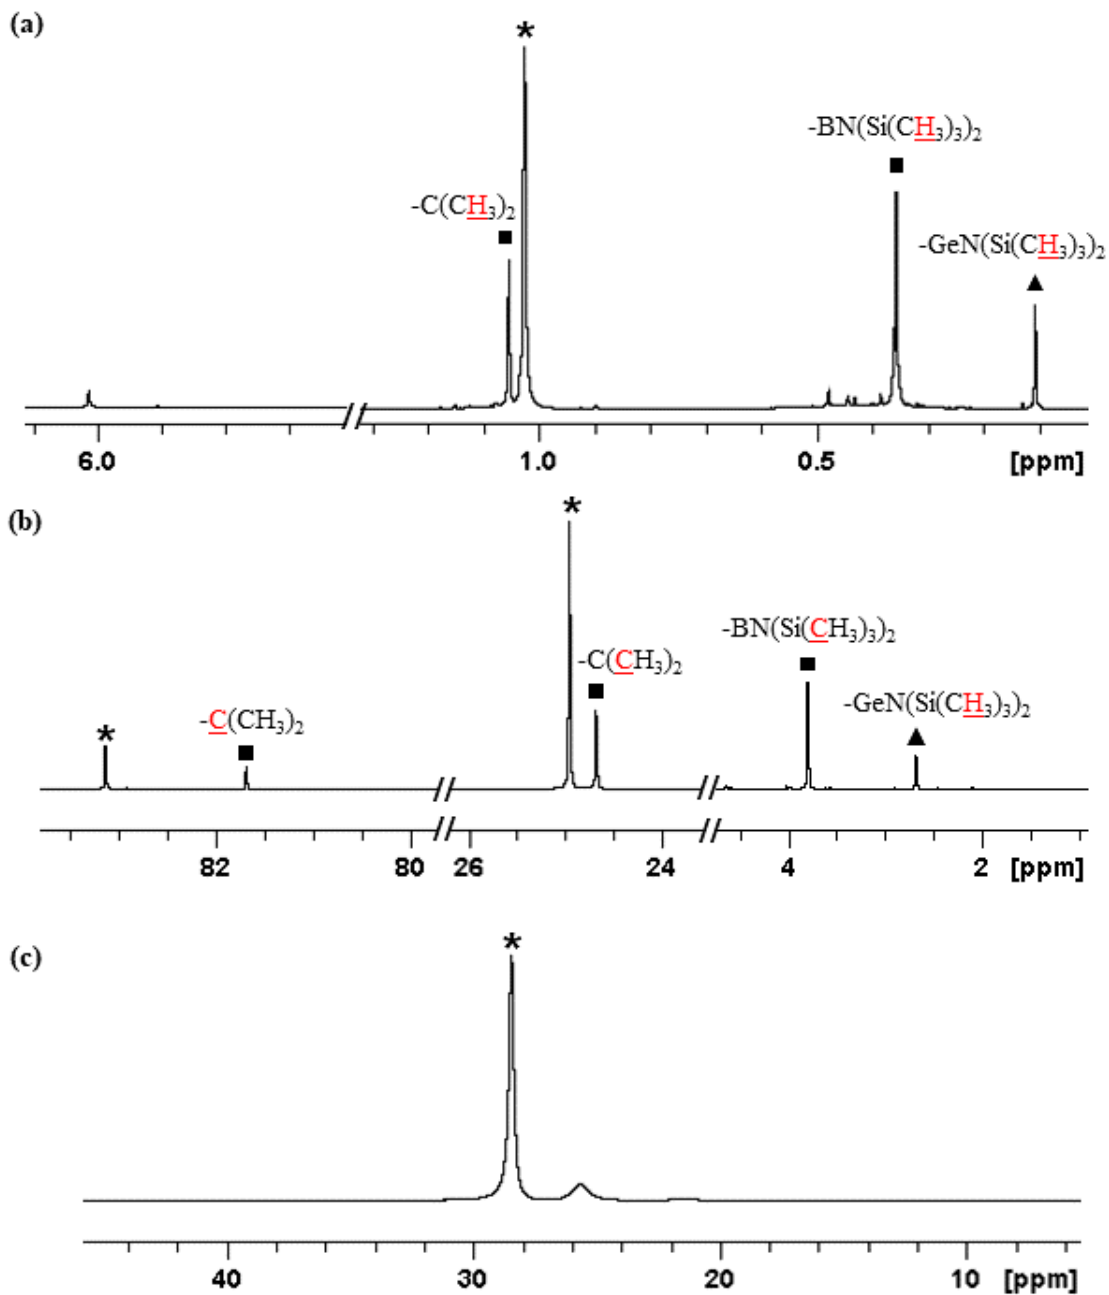 (a)
*
-BN(Si(CH₃)₃)₂
-C(CH₃)₂
-GeN(Si(CH₃)₃)₂
6.0 1.0 0.5 [ppm]
(b)
*
-BN(Si(CH₃)₃)₂
-C(CH₃)₂
-GeN(Si(CH₃)₃)₂
-C(CH₃)₂
*
82 80 26 24 4 2 [ppm]
(c)
*
40 30 20 10 [ppm]